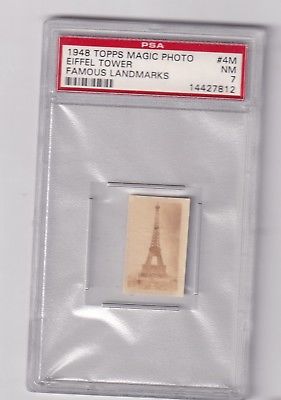 PSA
1948 TOPPS MAGIC PHOTO #4M
EIFFEL TOWER NM
FAMOUS LANDMARKS 7
14427812